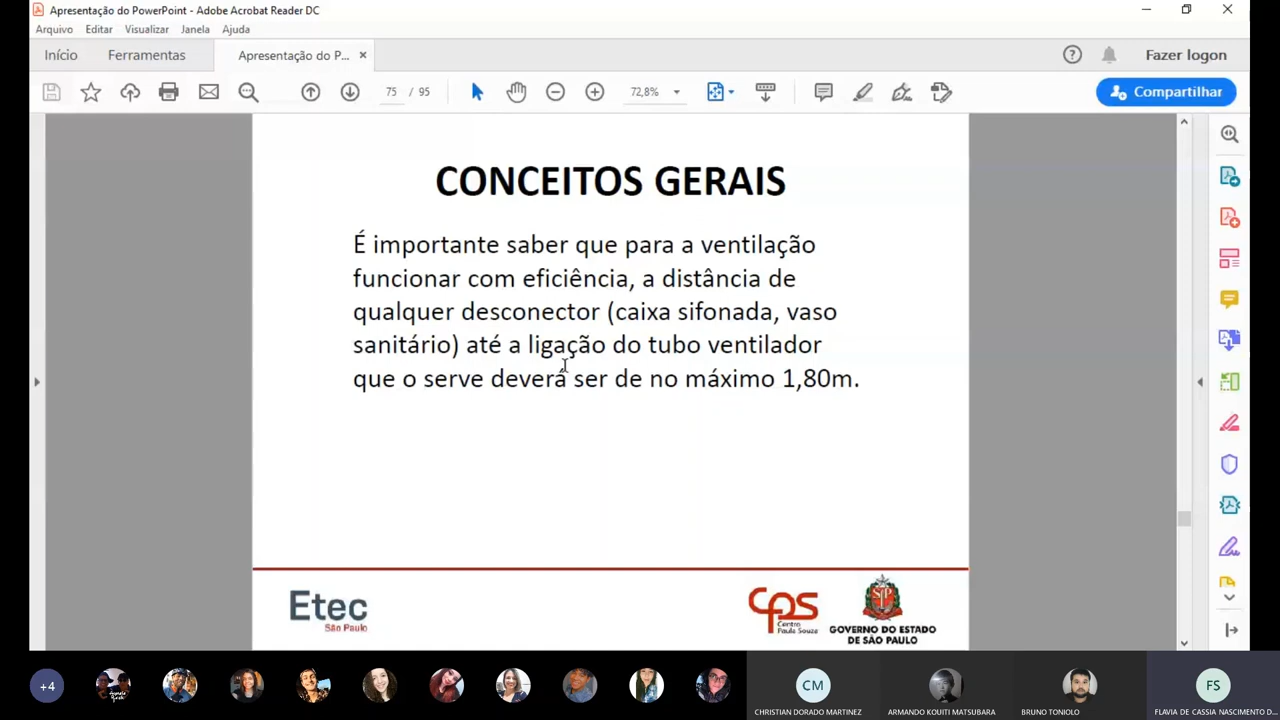 Apresentação do PowerPoint - Adobe Acrobat Reader DC
Arquivo Editar Visualizar Janela Ajuda
Início Ferramentas Apresentação do P... × Fazer logon
75 / 95 72,8% Compartilhar
CONCEITOS GERAIS
É importante saber que para a ventilação
funcionar com eficiência, a distância de
qualquer desconector (caixa sifonada, vaso
sanitário) até a ligação do tubo ventilador
que o serve deverá ser de no máximo 1,80m.
Etec
São Paulo
cps
Centro
Paula Souza
GOVERNO DO ESTADO
DE SÃO PAULO
+4 CM FS
CHRISTIAN DORADO MARTINEZ ARMANDO KOUITI MATSUBARA BRUNO TONIOLO FLAVIA DE CASSIA NASCIMENTO D...